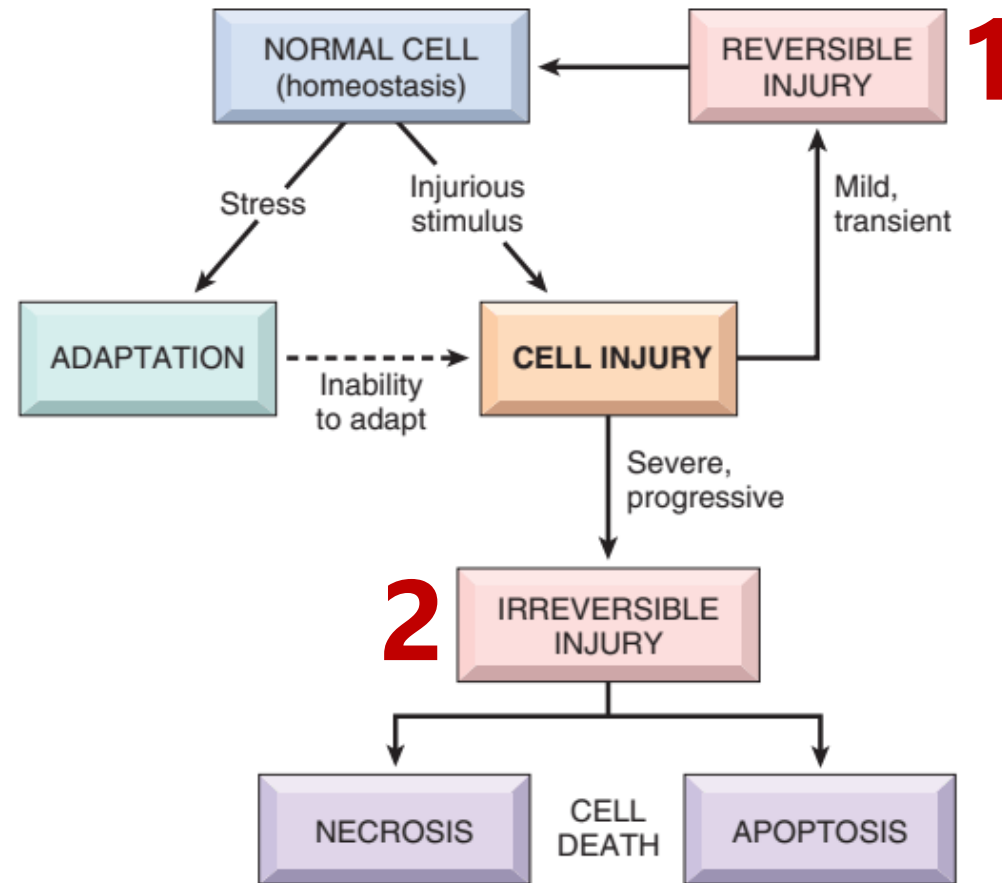 NORMAL CELL
(homeostasis)
REVERSIBLE
INJURY
1
Stress
Injurious
stimulus
Mild,
transient
ADAPTATION
Inability
to adapt
CELL INJURY
Severe,
progressive
2
IRREVERSIBLE
INJURY
NECROSIS
CELL
DEATH
APOPTOSIS